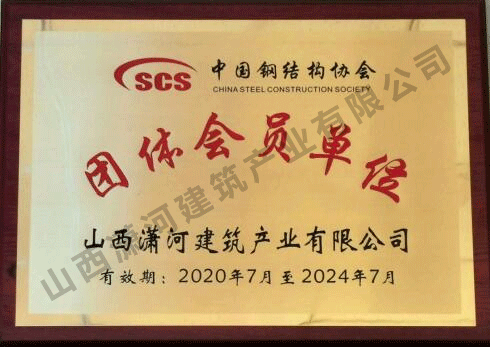 SCS 中国钢结构协会
CHINA STEEL CONSTRUCTION SOCIETY
团体会员单位
山西潇河建筑产业有限公司
有效期：2020年7月至2024年7月
山西潇河建筑产业有限公司